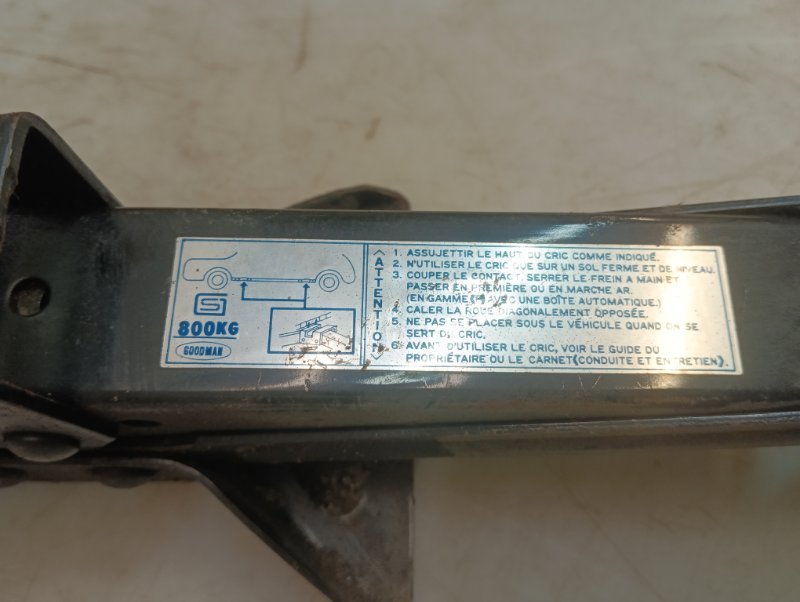 SJ
800KG
GOODMAN
<ATTENTION>
1. ASSUJETTIR LE HAUT DU CRIC COMME INDIQUÉ.
2. N'UTILISER LE CRIC QUE SUR UN SOL FERME ET DE NIVEAU.
3. COUPER LE CONTACT, SERRER LE FREIN A MAIN ET
PASSER EN PREMIÈRE OU EN MARCHE AR.
(EN GAMME AVEC UNE BOÎTE AUTOMATIQUE.)
4. CALER LA ROUE DIAGONALEMENT OPPOSÉE.
5. NE PAS SE PLACER SOUS LE VÉHICULE QUAND ON SE
SERT DU CRIC.
6. AVANT D'UTILISER LE CRIC, VOIR LE GUIDE DU
PROPRIÉTAIRE OU LE CARNET(CONDUITE ET ENTRETIEN).